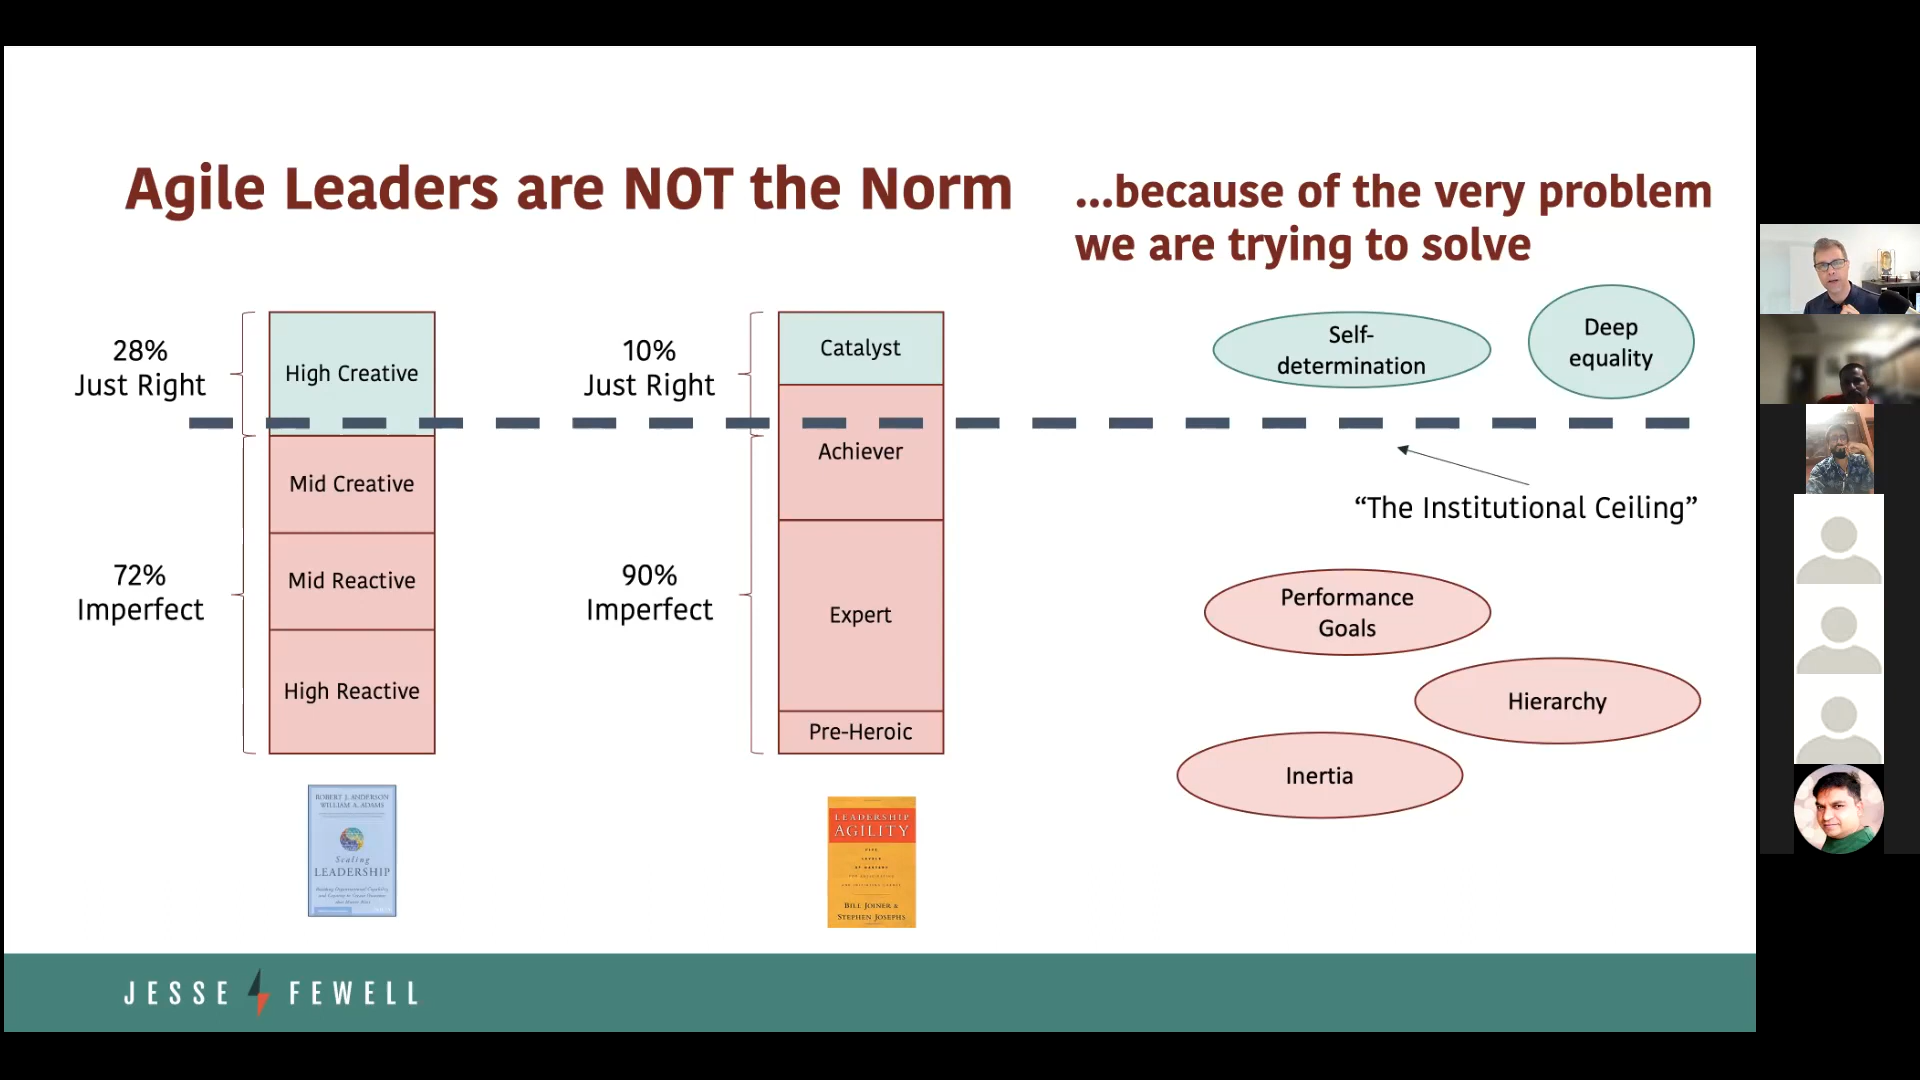 Agile Leaders are NOT the Norm
...because of the very problem
we are trying to solve
28%
Just Right
High Creative
Mid Creative
72%
Imperfect
Mid Reactive
High Reactive
10%
Just Right
Catalyst
Achiever
90%
Imperfect
Expert
Pre-Heroic
Self-
determination
Deep
equality
“The Institutional Ceiling”
Performance
Goals
Hierarchy
Inertia
ROBERT J. ANDERSON
WILLIAM A. ADAMS
Scaling
LEADERSHIP
LEADERSHIP
AGILITY
BILL JOINER &
STEPHEN JOSEPHS
JESSE FEWELL